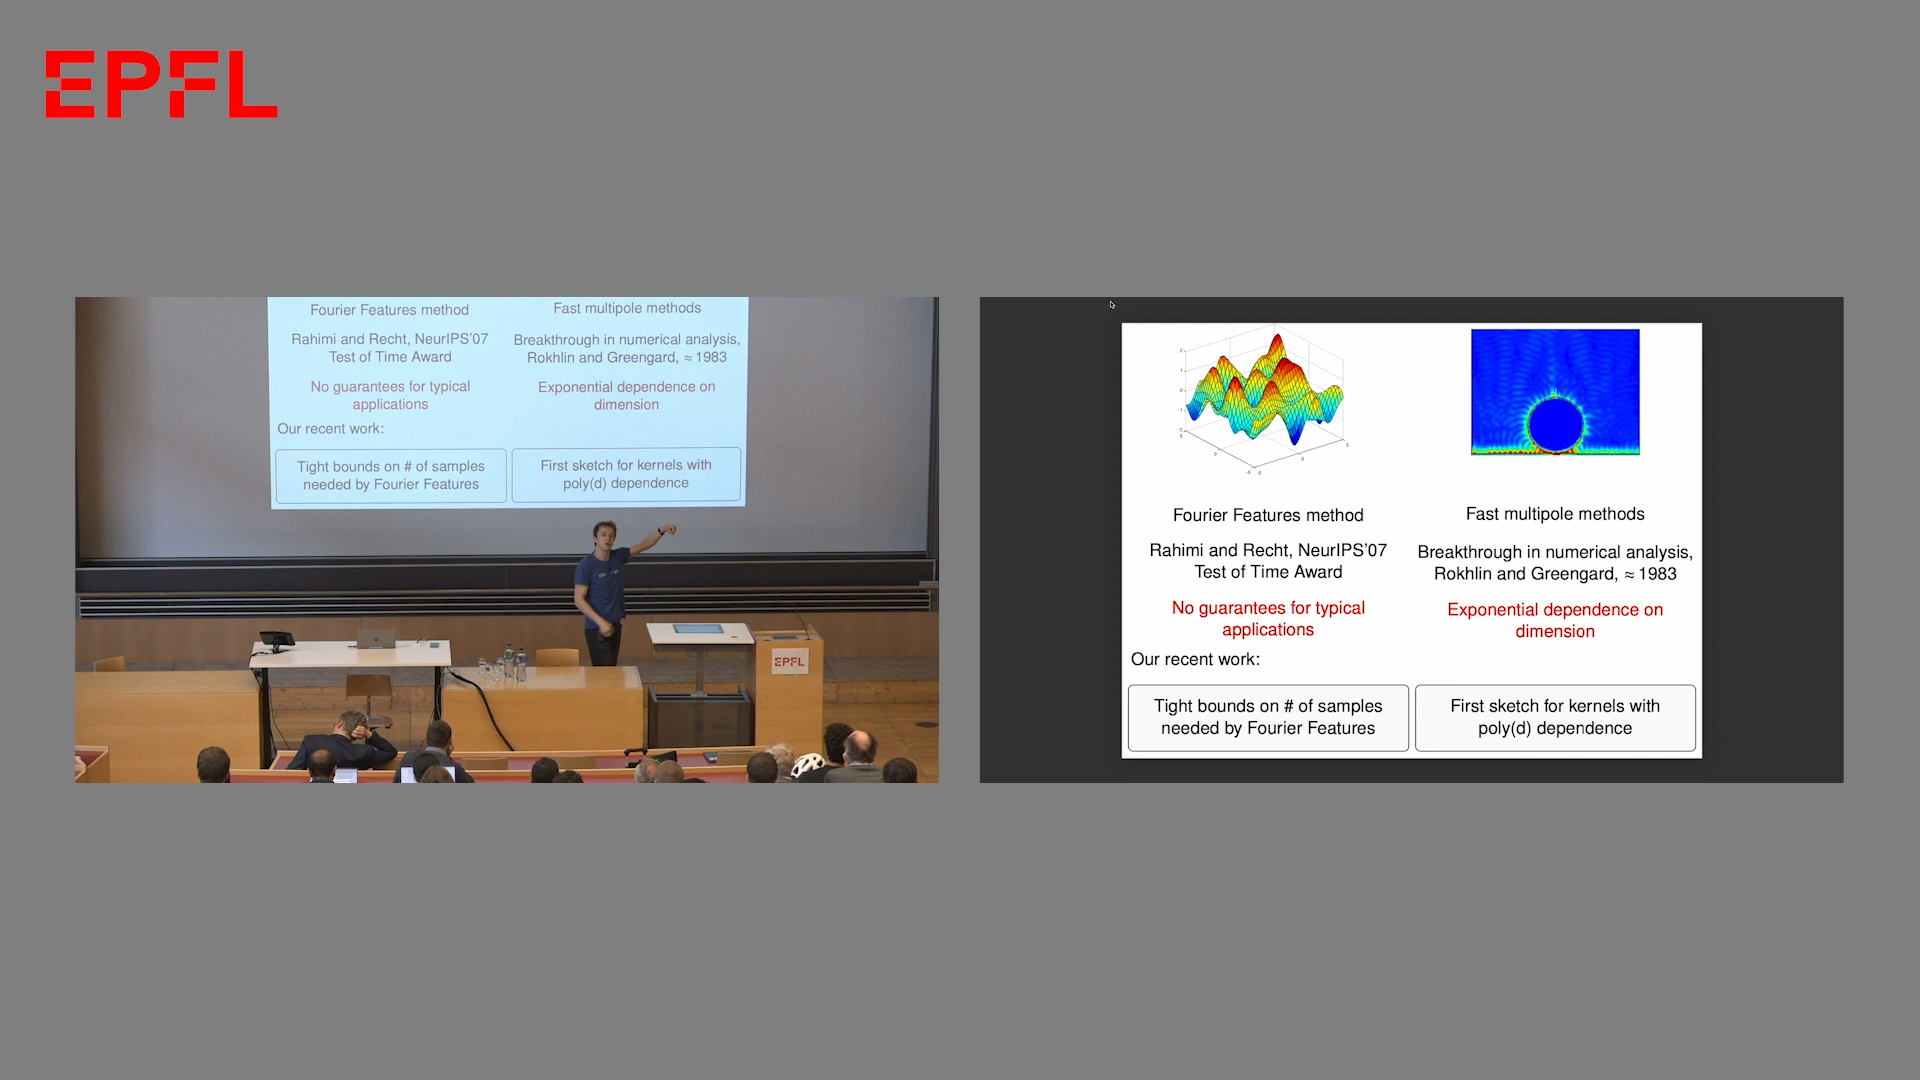 EPFL
Fourier Features method
Fast multipole methods
Rahimi and Recht, NeurIPS'07
Test of Time Award
Breakthrough in numerical analysis,
Rokhlin and Greengard, ≈ 1983
No guarantees for typical
applications
Exponential dependence on
dimension
Our recent work:
Tight bounds on # of samples
needed by Fourier Features
First sketch for kernels with
poly(d) dependence
EPFL
Fourier Features method
Fast multipole methods
Rahimi and Recht, NeurIPS'07
Test of Time Award
Breakthrough in numerical analysis,
Rokhlin and Greengard, ≈ 1983
No guarantees for typical
applications
Exponential dependence on
dimension
Our recent work:
Tight bounds on # of samples
needed by Fourier Features
First sketch for kernels with
poly(d) dependence